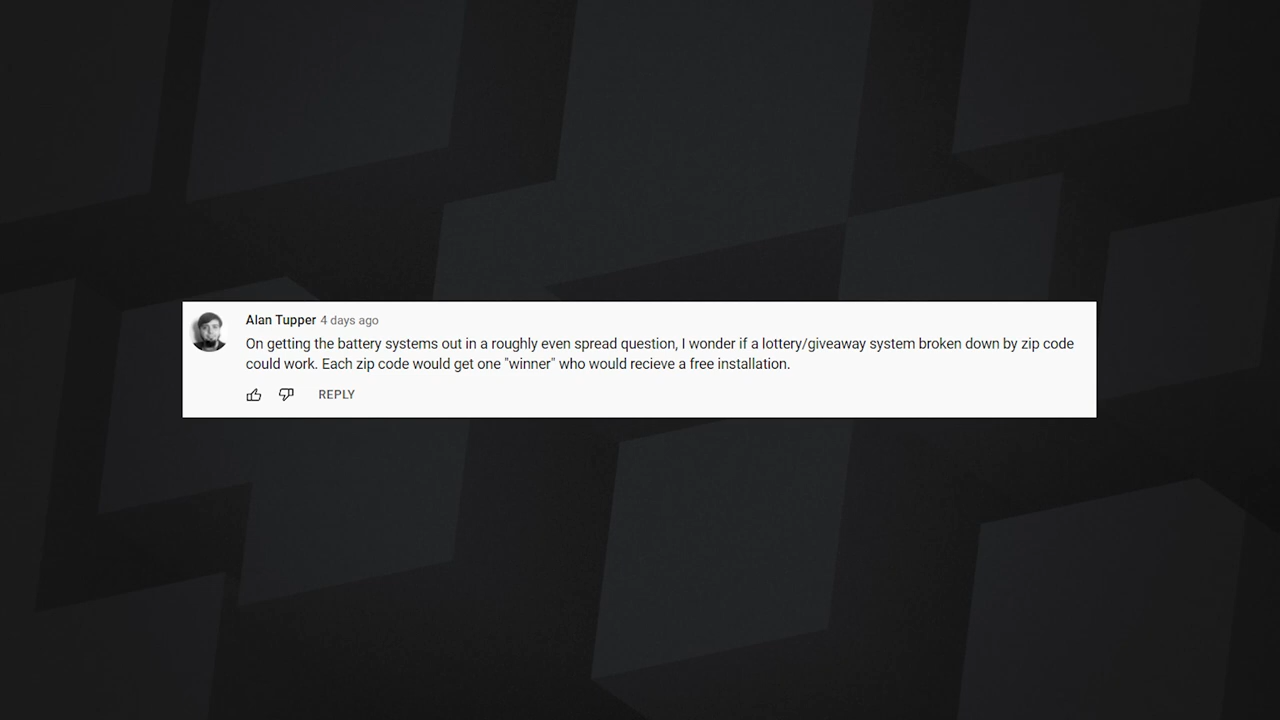 Alan Tupper 4 days ago
On getting the battery systems out in a roughly even spread question, I wonder if a lottery/giveaway system broken down by zip code
could work. Each zip code would get one "winner" who would recieve a free installation.
REPLY